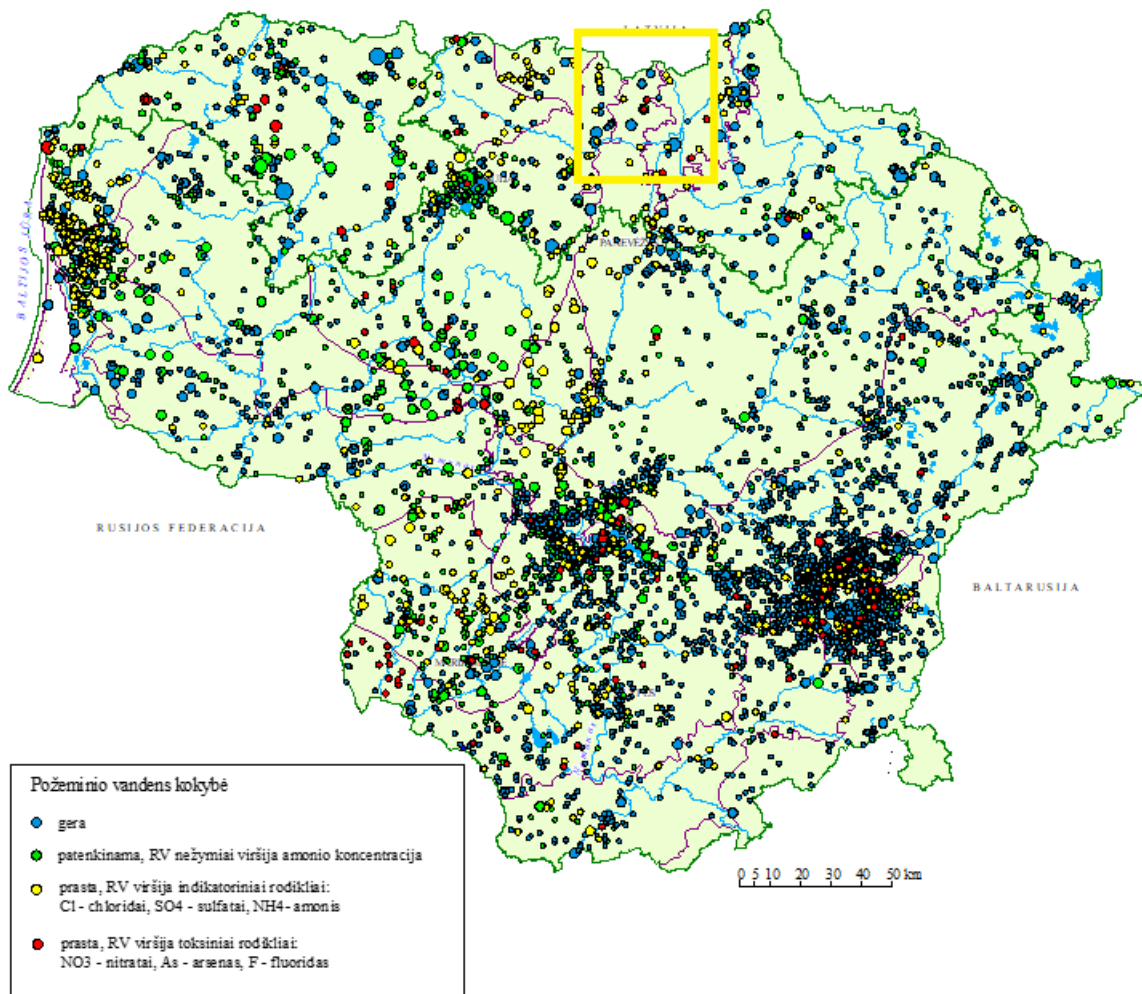 LATVIJA
BALTIJOS JŪRA
PANEVĖŽYS
NEMUNAS
RUSIJOS FEDERACIJA
BALTARUSIJA
NEMUNAS
Požeminio vandens kokybė
gera
patenkinama, RV nežymiai viršija amonio koncentracija
prasta, RV viršija indikatoriniai rodikliai:
Cl - chloridai, SO4 - sulfatai, NH4 - amonis
prasta, RV viršija toksiniai rodikliai:
NO3 - nitratai, As - arsenas, F - fluoridas
0 5 10 20 30 40 50 km